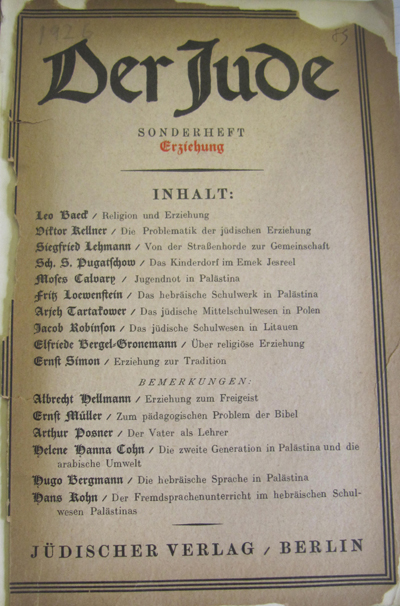 1926
85
Der Jude
SONDERHEFT
Erziehung
INHALT:
Leo Baeck / Religion und Erziehung
Viktor Kellner / Die Problematik der jüdischen Erziehung
Siegfried Lehmann / Von der Straßenhorde zur Gemeinschaft
Sch. S. Pugatschow / Das Kinderdorf im Emek Jesreel
Moses Calvary / Jugendnot in Palästina
Fritz Loewenstein / Das hebräische Schulwerk in Palästina
Arjeh Tartakower / Das jüdische Mittelschulwesen in Polen
Jacob Robinson / Das jüdische Schulwesen in Litauen
Elfriede Bergel-Gronemann / Über religiöse Erziehung
Ernst Simon / Erziehung zur Tradition
BEMERKUNGEN:
Albrecht Hellmann / Erziehung zum Freigeist
Ernst Müller / Zum pädagogischen Problem der Bibel
Arthur Posner / Der Vater als Lehrer
Helene Hanna Cohn / Die zweite Generation in Palästina und die
arabische Umwelt
Hugo Bergmann / Die hebräische Sprache in Palästina
Hans Kohn / Der Fremdsprachenunterricht im hebräischen Schul-
wesen Palästinas
JÜDISCHER VERLAG / BERLIN